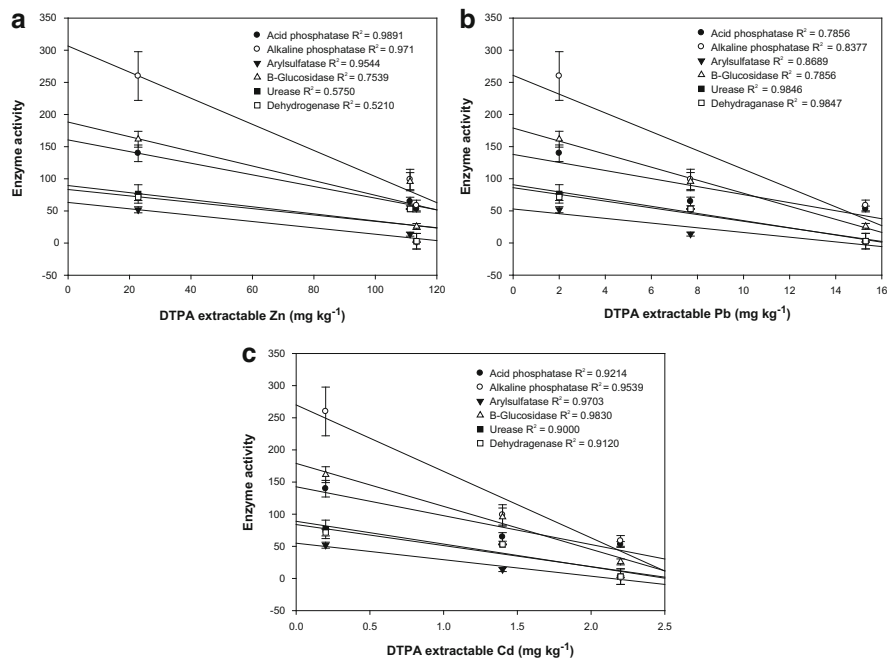 a
Enzyme activity
350
300
250
200
150
100
50
0
-50
Acid phosphatase R² = 0.9891
Alkaline phosphatase R² = 0.971
Arylsulfatase R² = 0.9544
B-Glucosidase R² = 0.7539
Urease R² = 0.5750
Dehydrogenase R² = 0.5210
0 20 40 60 80 100 120
DTPA extractable Zn (mg kg⁻¹)
b
Enzyme activity
350
300
250
200
150
100
50
0
-50
Acid phosphatase R² = 0.7856
Alkaline phosphatase R² = 0.8377
Arylsulfatase R² = 0.8689
B-Glucosidase R² = 0.7856
Urease R² = 0.9846
Dehydraganase R² = 0.9847
0 2 4 6 8 10 12 14 16
DTPA extractable Pb (mg kg⁻¹)
c
Enzyme activity
350
300
250
200
150
100
50
0
-50
Acid phosphatase R² = 0.9214
Alkaline phosphatase R² = 0.9539
Arylsulfatase R² = 0.9703
B-Glucosidase R² = 0.9830
Urease R² = 0.9000
Dehydragenase R² = 0.9120
0.0 0.5 1.0 1.5 2.0 2.5
DTPA extractable Cd (mg kg⁻¹)